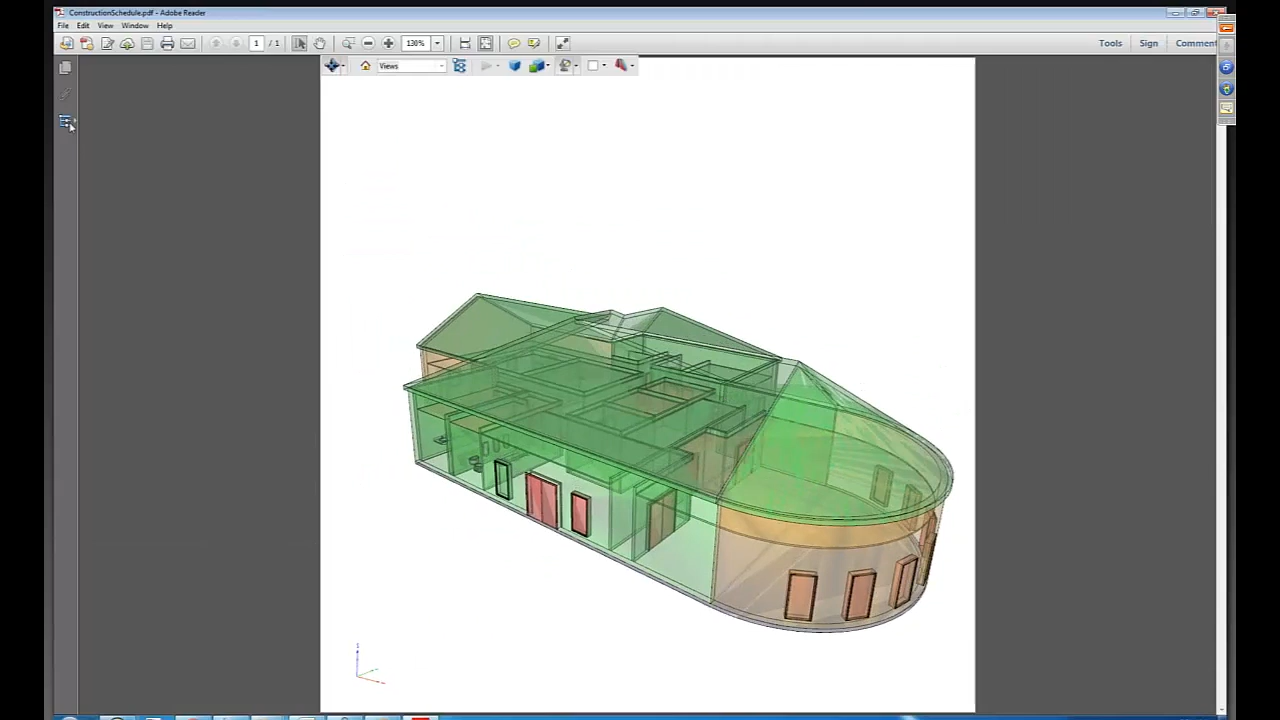 ConstructionSchedule.pdf - Adobe Reader
File Edit View Window Help
1 / 1 130% Tools Sign Comment
Views